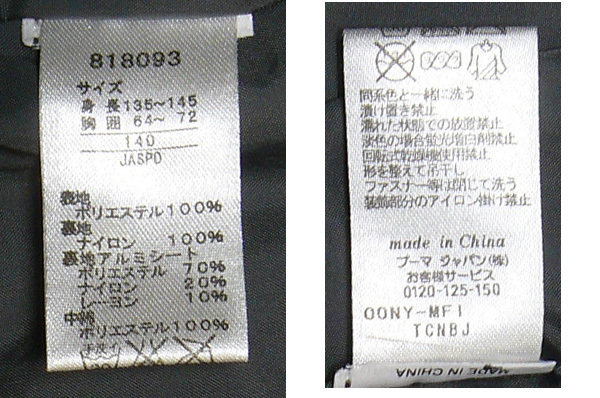 818093
サイズ
身長135~145
胸囲 64~ 72
140
JASPO
表地
ポリエステル100%
裏地
ナイロン 100%
裏地アルミシート
ポリエステル 70%
ナイロン 20%
レーヨン 10%
中綿
ポリエステル100%
手洗イ
30
同系色と一緒に洗う
漬け置き禁止
濡れた状態での放置禁止
淡色の場合蛍光増白剤禁止
回転式乾燥機使用禁止
形を整えて吊干し
ファスナー等は閉じて洗う
装飾部分のアイロン掛け禁止
made in China
プーマ ジャパン(株)
お客様サービス
0120-125-150
OONY-MFI
TCNBJ
MADE IN CHINA